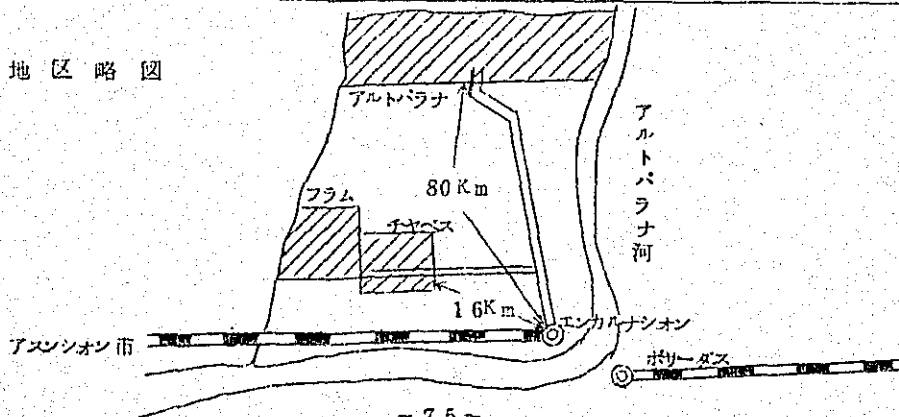 地区略図
アルトパラナ
アルトパラナ河
80Km
フラム
チャベス
16Km
エンカルナシオン
アスンシオン市
ポサーダス
-75-